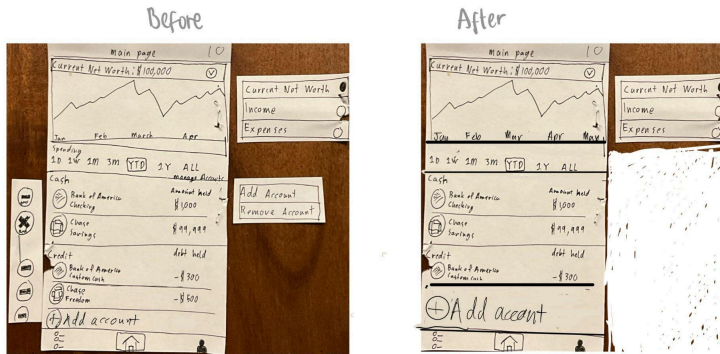 Before
Main page
Current Net Worth: $100,000
Jan Feb March Apr
Spending
1D 1W 1M 3M YTD 1Y ALL
Manage Accounts
Cash Amount held
Bank of America
Checking $1,000
Chase
Savings $99,999
Credit debt held
Bank of America
Custom Cash -$300
Chase
Freedom -$500
Add account
Current Net Worth
Income
Expenses
Add Account
Remove Account
After
Main page
Current Net Worth: $100,000
Jan Feb Mar Apr May
1D 1W 1M 3M YTD 1Y ALL
Cash Amount held
Bank of America
Checking $1,000
Chase
Savings $99,999
Credit debt held
Bank of America
Custom Cash -$300
Add account
Current Net Worth
Income
Expenses